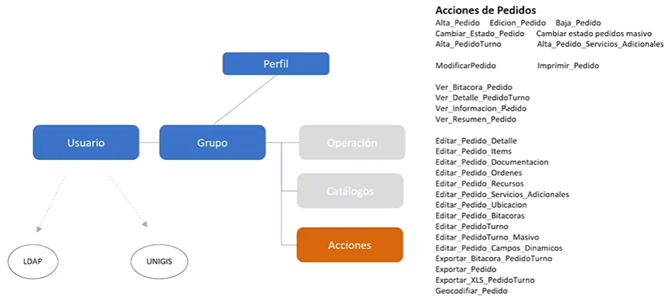 Perfil
Usuario
Grupo
Operación
Catálogos
Acciones
LDAP
UNIGIS
Acciones de Pedidos
Alta_Pedido Edicion_Pedido Baja_Pedido
Cambiar_Estado_Pedido Cambiar estado pedidos masivo
Alta_PedidoTurno Alta_Pedido_Servicios_Adicionales
ModificarPedido Imprimir_Pedido
Ver_Bitacora_Pedido
Ver_Detalle_PedidoTurno
Ver_Informacion_Pedido
Ver_Resumen_Pedido
Editar_Pedido_Detalle
Editar_Pedido_Items
Editar_Pedido_Documentacion
Editar_Pedido_Ordenes
Editar_Pedido_Recursos
Editar_Pedido_Servicios_Adicionales
Editar_Pedido_Ubicacion
Editar_Pedido_Bitacoras
Editar_PedidoTurno
Editar_PedidoTurno_Masivo
Editar_Pedido_Campos_Dinamicos
Exportar_Bitacora_PedidoTurno
Exportar_Pedido
Exportar_XLS_PedidoTurno
Geocodifiar_Pedido